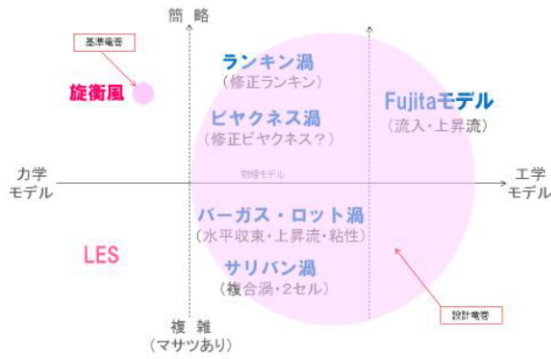 簡 略
基準竜巻
旋衡風
ランキン渦
(修正ランキン)
ビヤクネス渦
(修正ビヤクネス?)
Fujitaモデル
(流入・上昇流)
力学
モデル
物理モデル
工学
モデル
バーガス・ロット渦
(水平収束・上昇流・粘性)
LES
サリバン渦
(複合渦・2セル)
設計竜巻
複 雑
(マサツあり)